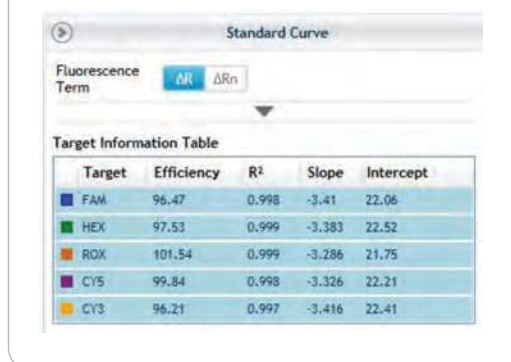 Standard Curve
Fluorescence
Term
ΔR ΔRn
Target Information Table
Target Efficiency R² Slope Intercept
FAM 96.47 0.998 -3.41 22.06
HEX 97.53 0.999 -3.383 22.52
ROX 101.54 0.999 -3.286 21.75
CY5 99.84 0.998 -3.326 22.21
CY3 96.21 0.997 -3.416 22.41